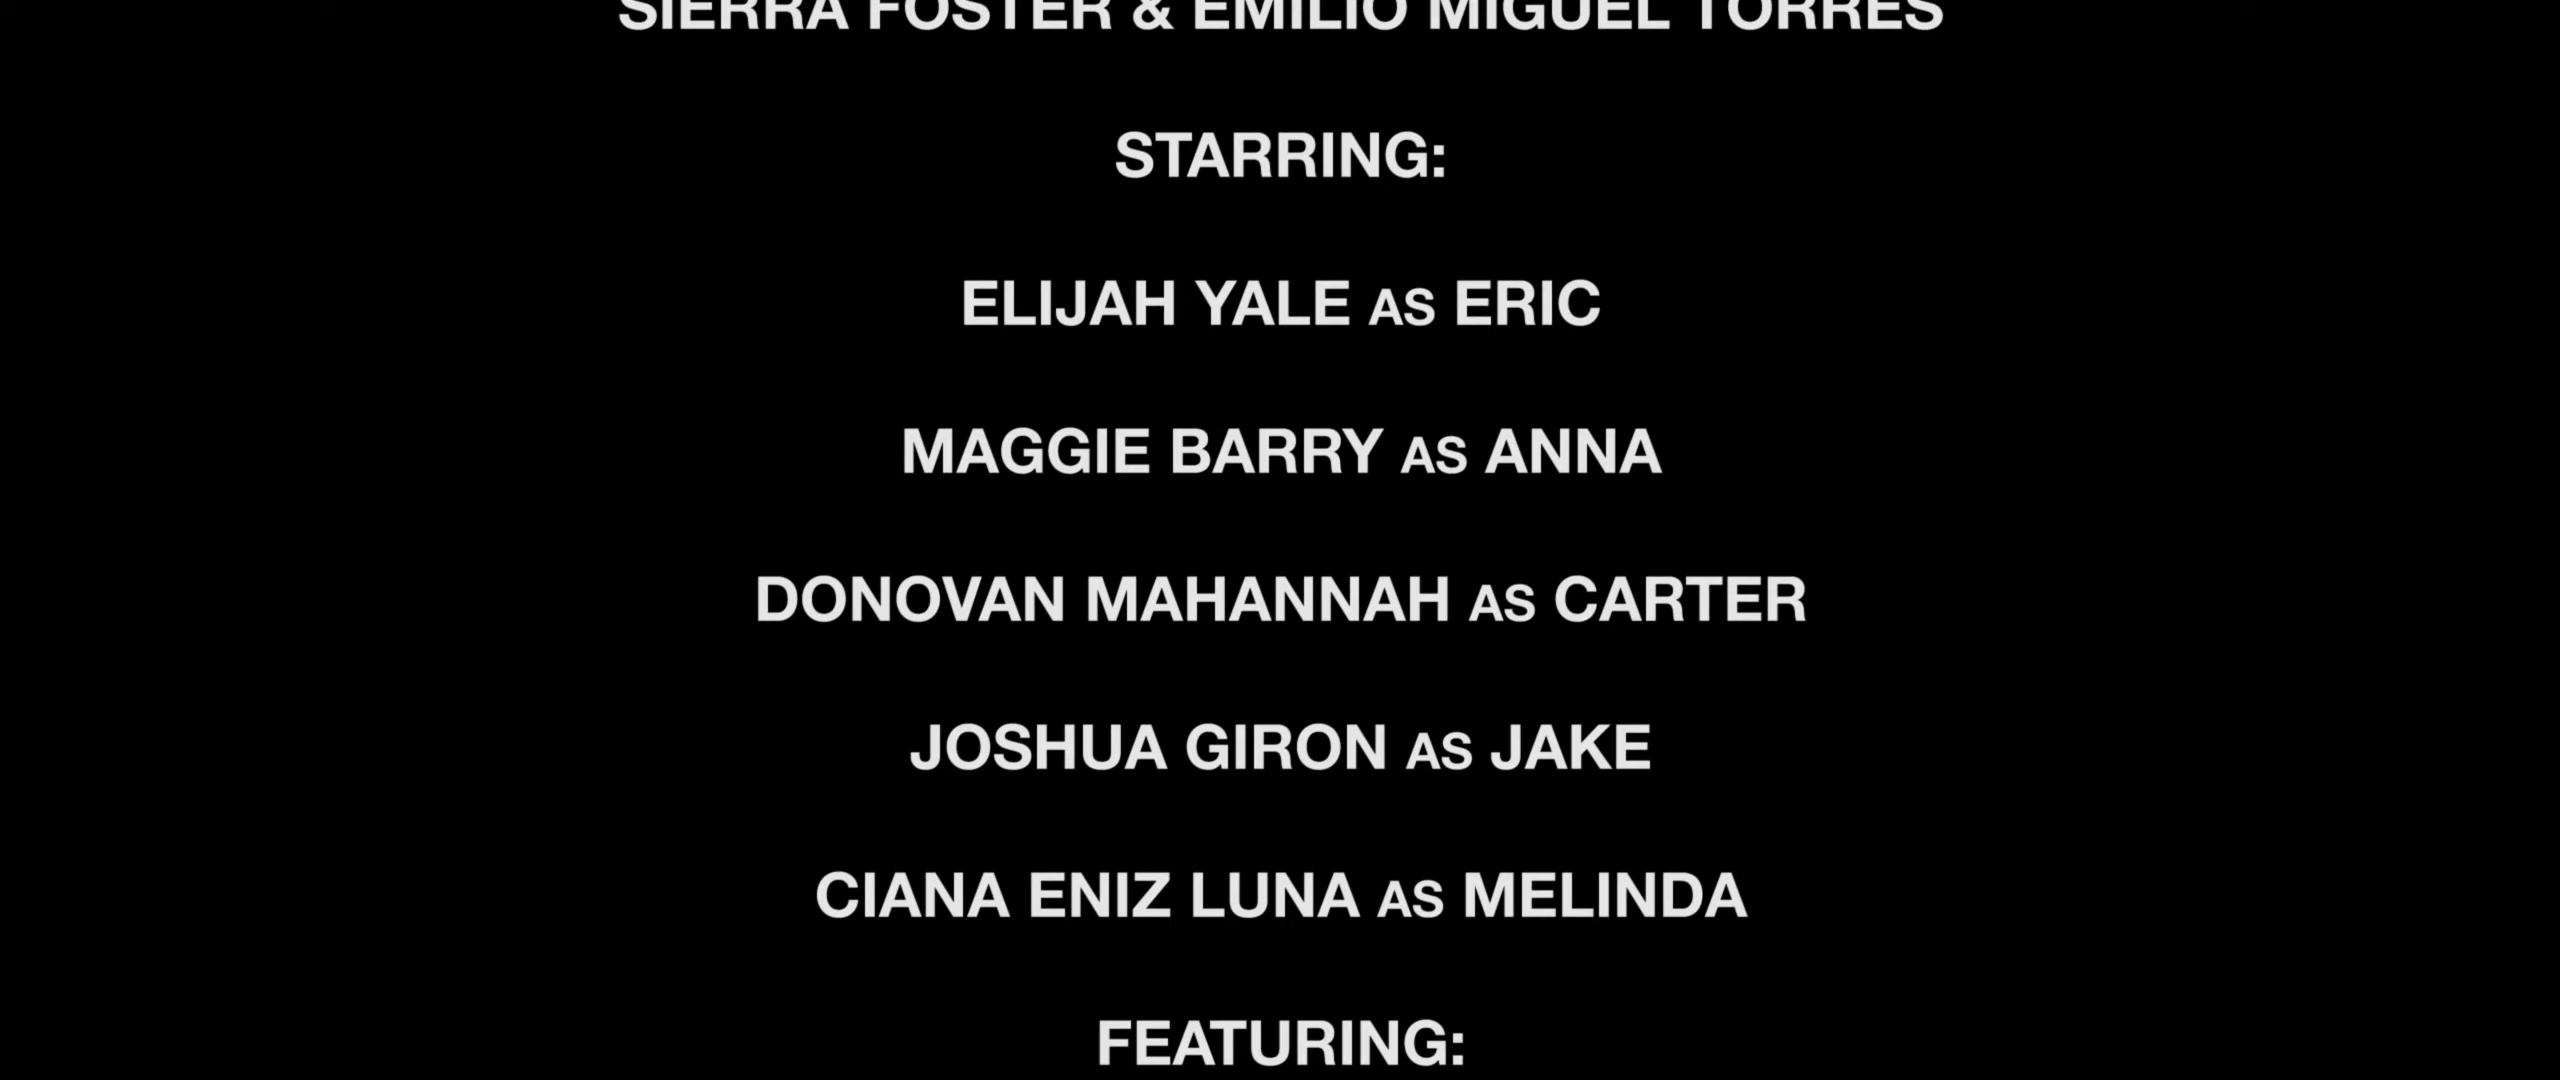 SIERRA FOSTER & EMILIO MIGUEL TORRES
STARRING:
ELIJAH YALE AS ERIC
MAGGIE BARRY AS ANNA
DONOVAN MAHANNAH AS CARTER
JOSHUA GIRON AS JAKE
CIANA ENIZ LUNA AS MELINDA
FEATURING: